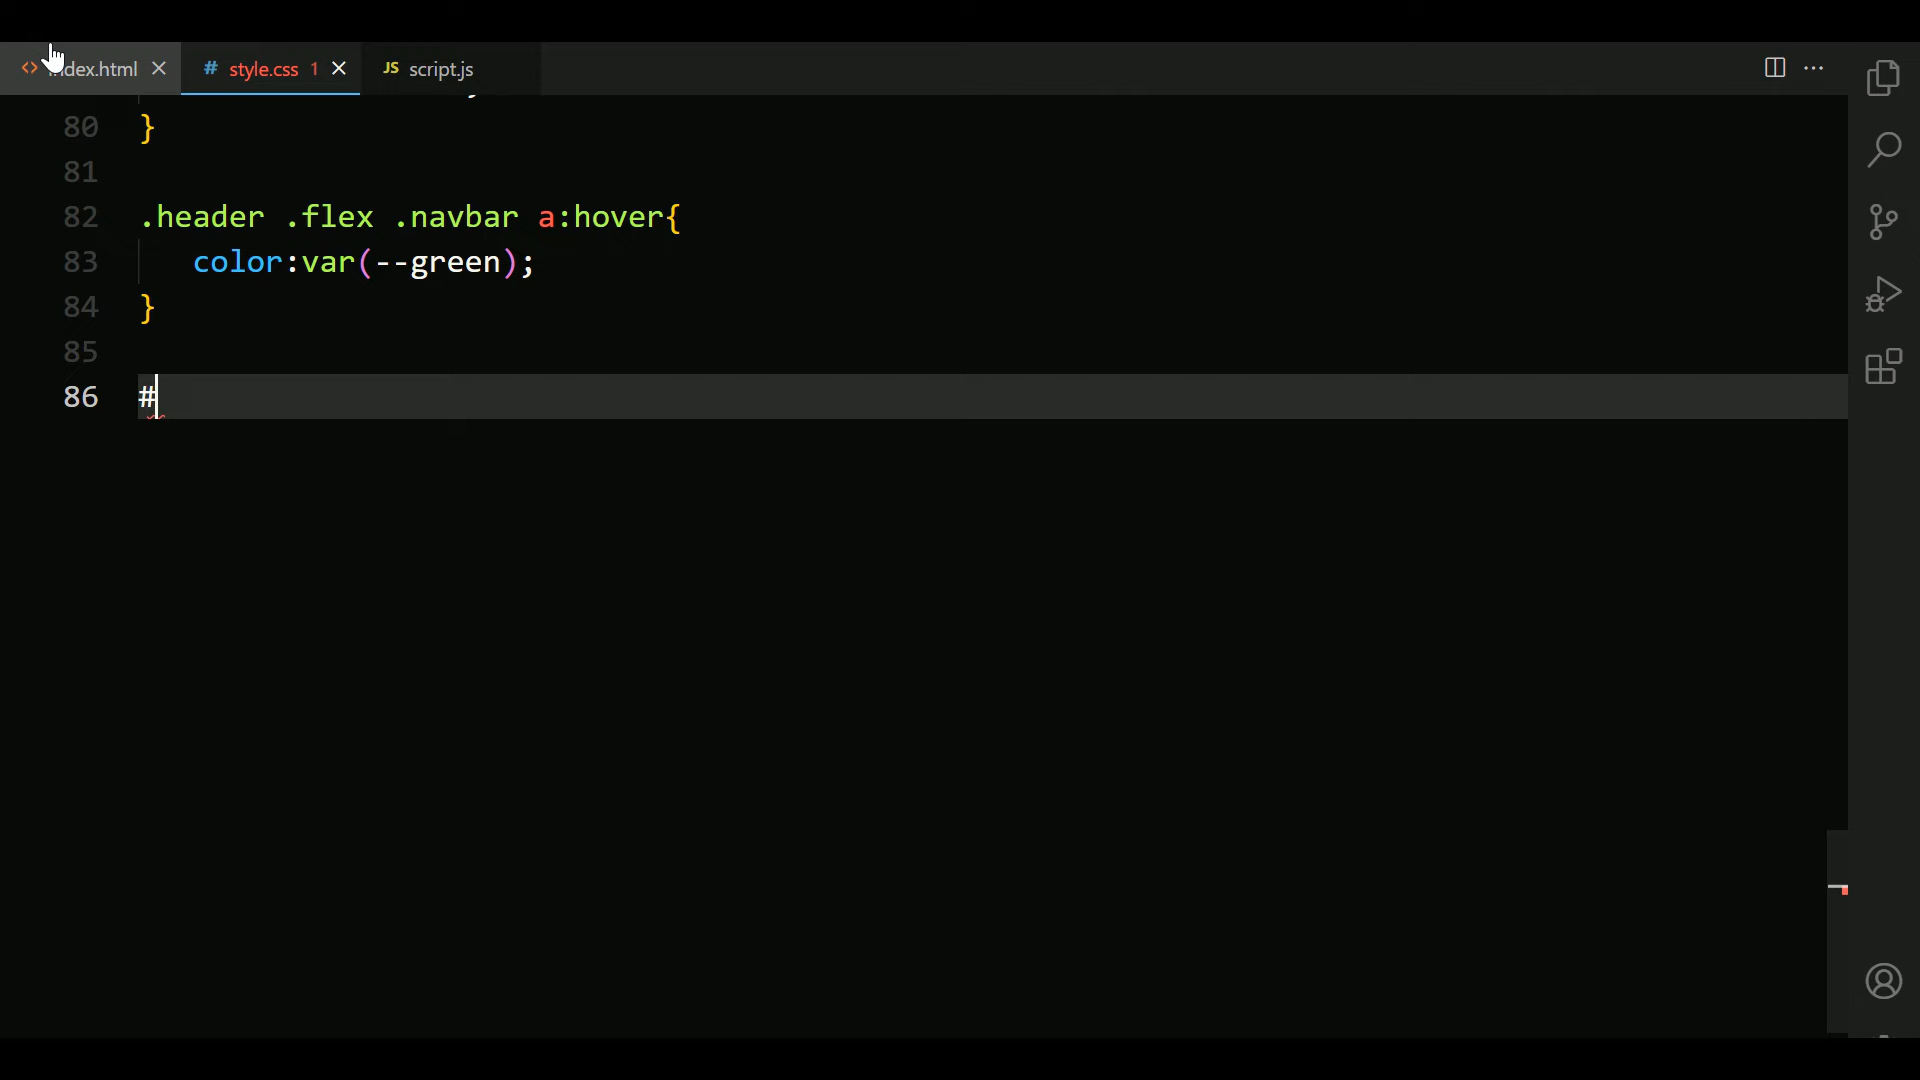 index.html
# style.css 1
JS script.js
80 }
81
82 .header .flex .navbar a:hover{
83 color:var(--green);
84 }
85
86 #